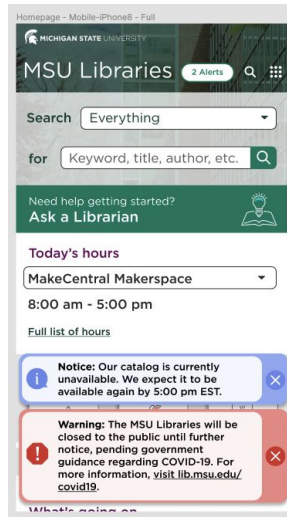 Homepage - Mobile-iPhone8 - Full
MICHIGAN STATE UNIVERSITY
MSU Libraries
2 Alerts
Search
Everything
for
Keyword, title, author, etc.
Need help getting started?
Ask a Librarian
Today's hours
MakeCentral Makerspace
8:00 am - 5:00 pm
Full list of hours
Notice: Our catalog is currently
unavailable. We expect it to be
available again by 5:00 pm EST.
Warning: The MSU Libraries will be
closed to the public until further
notice, pending government
guidance regarding COVID-19. For
more information, visit lib.msu.edu/
covid19.
What's going on